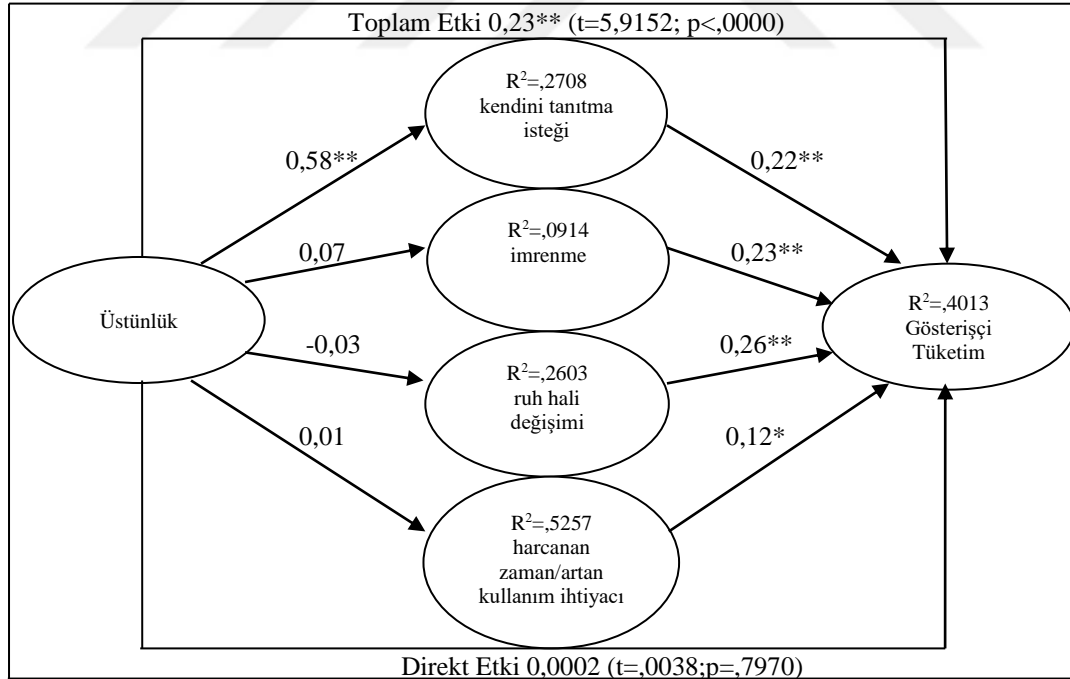 Toplam Etki 0,23** (t=5,9152; p<,0000)
R²=,2708
kendini tanıtma
isteği
0,58**
0,22**
R²=,0914
imrenme
0,07
0,23**
Üstünlük
R²=,4013
Gösterişçi
Tüketim
-0,03
0,26**
R²=,2603
ruh hali
değişimi
0,01
0,12*
R²=,5257
harcanan
zaman/artan
kullanım ihtiyacı
Direkt Etki 0,0002 (t=,0038;p=,7970)